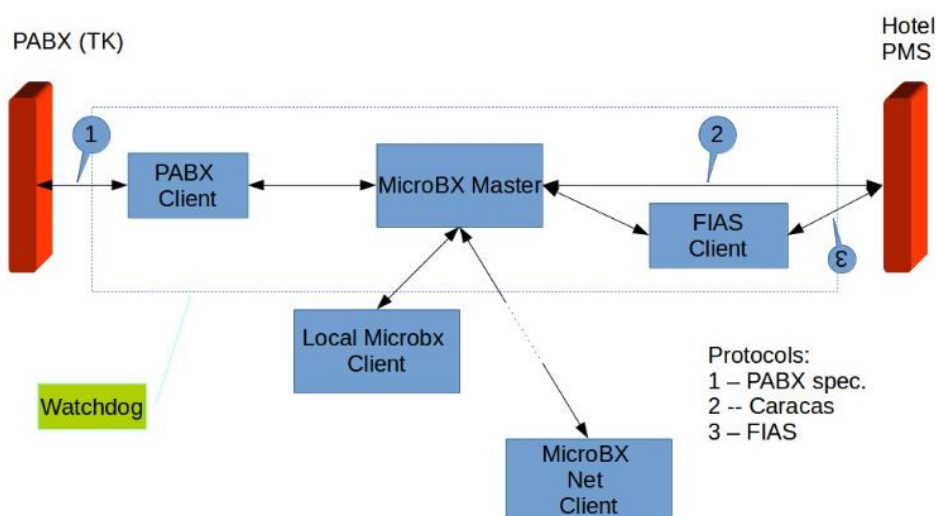 PABX (TK)
Hotel
PMS
1
2
PABX
Client
MicroBX Master
FIAS
Client
3
Local Microbx
Client
Watchdog
MicroBX
Net
Client
Protocols:
1 – PABX spec.
2 -- Caracas
3 – FIAS